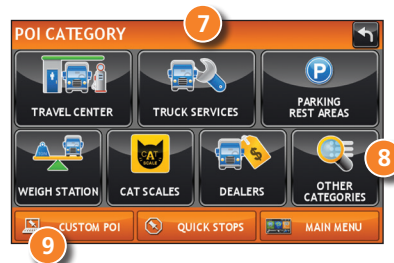 7
POI CATEGORY
P
TRAVEL CENTER
TRUCK SERVICES
PARKING
REST AREAS
CAT
SCALE
$
8
WEIGH STATION
CAT SCALES
DEALERS
OTHER
CATEGORIES
CUSTOM POI
QUICK STOPS
MAIN MENU
9